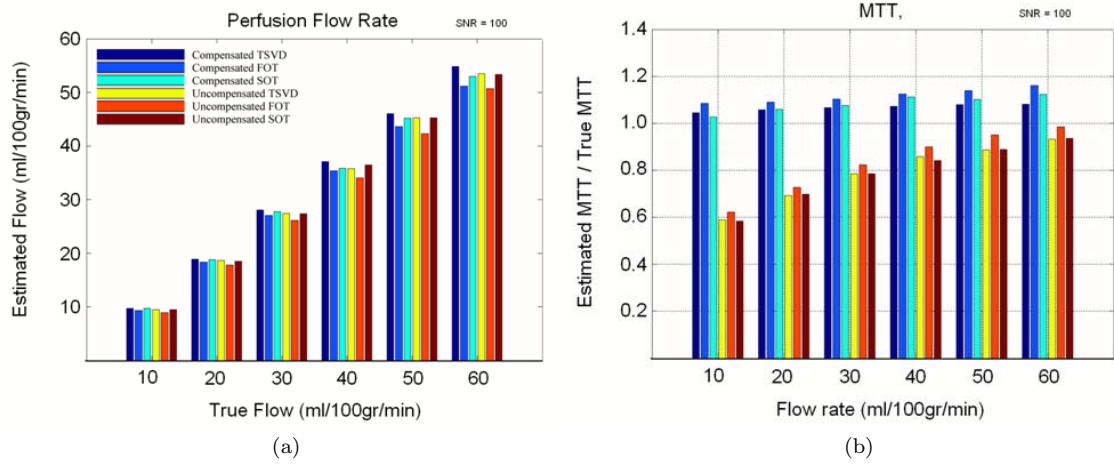 Perfusion Flow Rate
SNR = 100
Compensated TSVD
Compensated FOT
Compensated SOT
Uncompensated TSVD
Uncompensated FOT
Uncompensated SOT
Estimated Flow (ml/100gr/min)
60
50
40
30
20
10
10 20 30 40 50 60
True Flow (ml/100gr/min)
(a)
MTT,
SNR = 100
Estimated MTT / True MTT
1.4
1.2
1.0
0.8
0.6
0.4
0.2
10 20 30 40 50 60
Flow rate (ml/100gr/min)
(b)